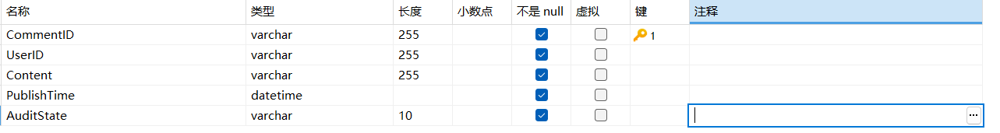 名称 类型 长度 小数点 不是 null 虚拟 键 注释
CommentID varchar 255 1
UserID varchar 255
Content varchar 255
PublishTime datetime
AuditState varchar 10 ...